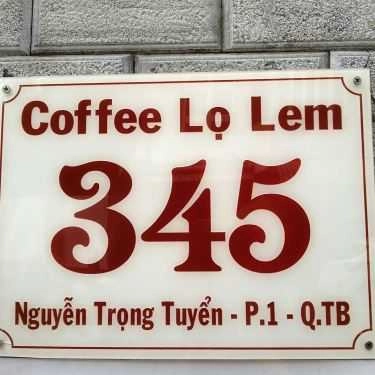 Coffee Lọ Lem
345
Nguyễn Trọng Tuyển - P.1 - Q.TB